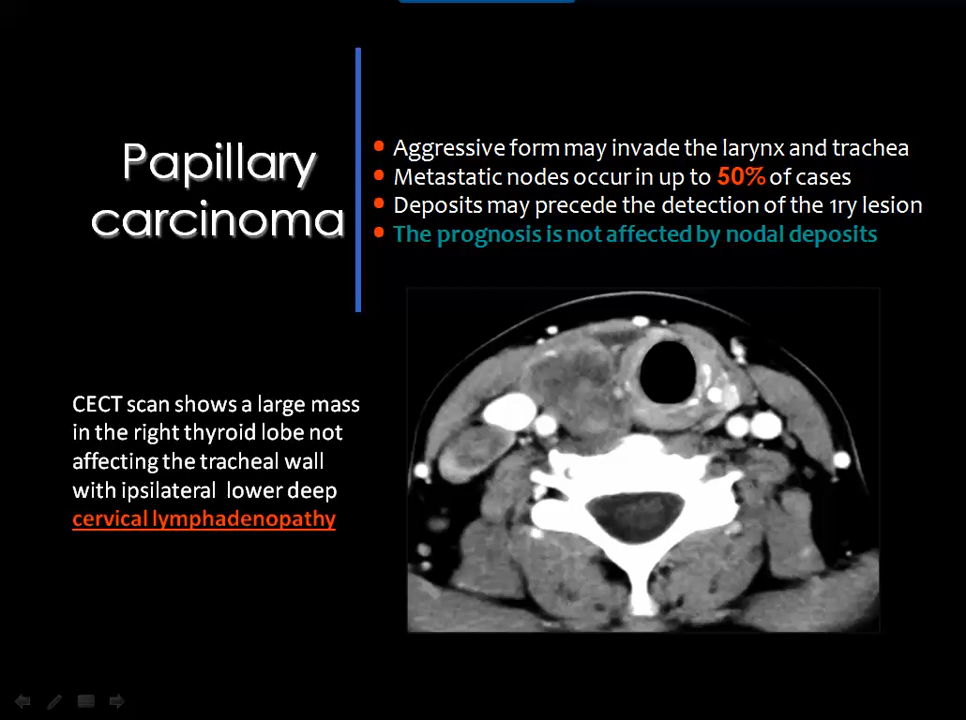 Papillary
carcinoma
• Aggressive form may invade the larynx and trachea
• Metastatic nodes occur in up to 50% of cases
• Deposits may precede the detection of the 1ry lesion
• The prognosis is not affected by nodal deposits
CECT scan shows a large mass
in the right thyroid lobe not
affecting the tracheal wall
with ipsilateral lower deep
cervical lymphadenopathy